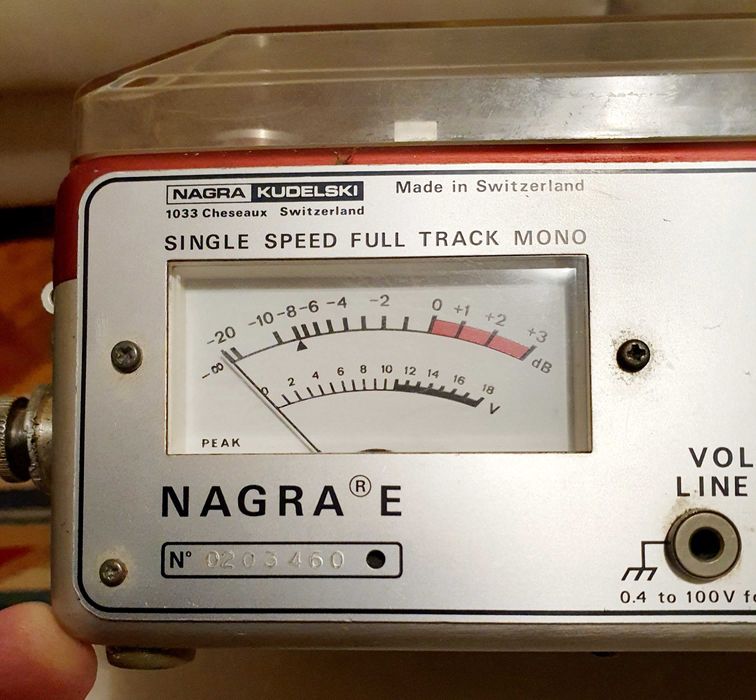 NAGRA KUDELSKI Made in Switzerland
1033 Cheseaux Switzerland
SINGLE SPEED FULL TRACK MONO
-∞ -20 -10 -8 -6 -4 -2 0 +1 +2 +3 dB
0 2 4 6 8 10 12 14 16 18 V
PEAK
NAGRA® E
N° 0203460
VOL
LINE
0.4 to 100V fo